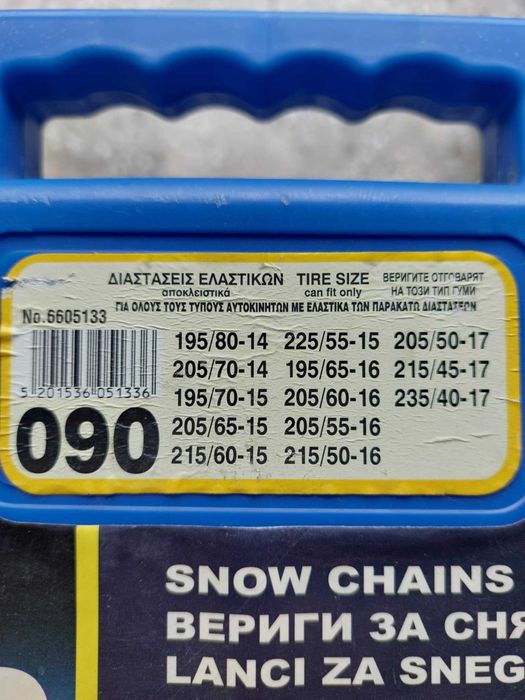 ΔΙΑΣΤΑΣΕΙΣ ΕΛΑΣΤΙΚΩΝ TIRE SIZE ВЕРИГИТЕ ОТГОВАРЯТ
αποκλειστικά can fit only НА ТОЗИ ТИП ГУМИ
ΓΙΑ ΟΛΟΥΣ ΤΟΥΣ ΤΥΠΟΥΣ ΑΥΤΟΚΙΝΗΤΩΝ ΜΕ ΕΛΑΣΤΙΚΑ ΤΩΝ ΠΑΡΑΚΑΤΩ ΔΙΑΣΤΑΣΕΩΝ
No.6605133
195/80-14 225/55-15 205/50-17
205/70-14 195/65-16 215/45-17
195/70-15 205/60-16 235/40-17
205/65-15 205/55-16
215/60-15 215/50-16
5 201536 051336
090
SNOW CHAINS
ВЕРИГИ ЗА СНЯ
LANCI ZA SNEG